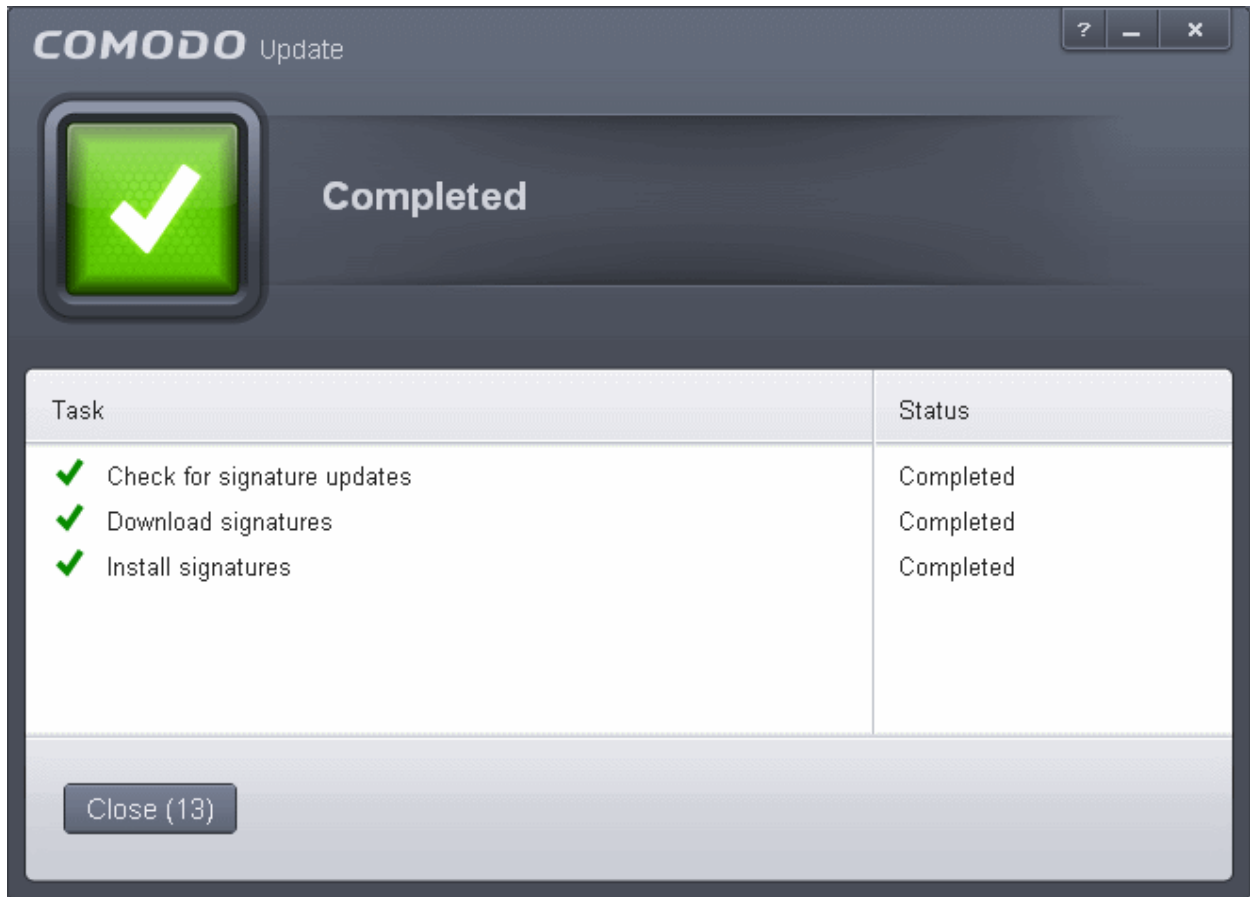 COMODO Update
? _ x
Completed
Task Status
Check for signature updates Completed
Download signatures Completed
Install signatures Completed
Close (13)